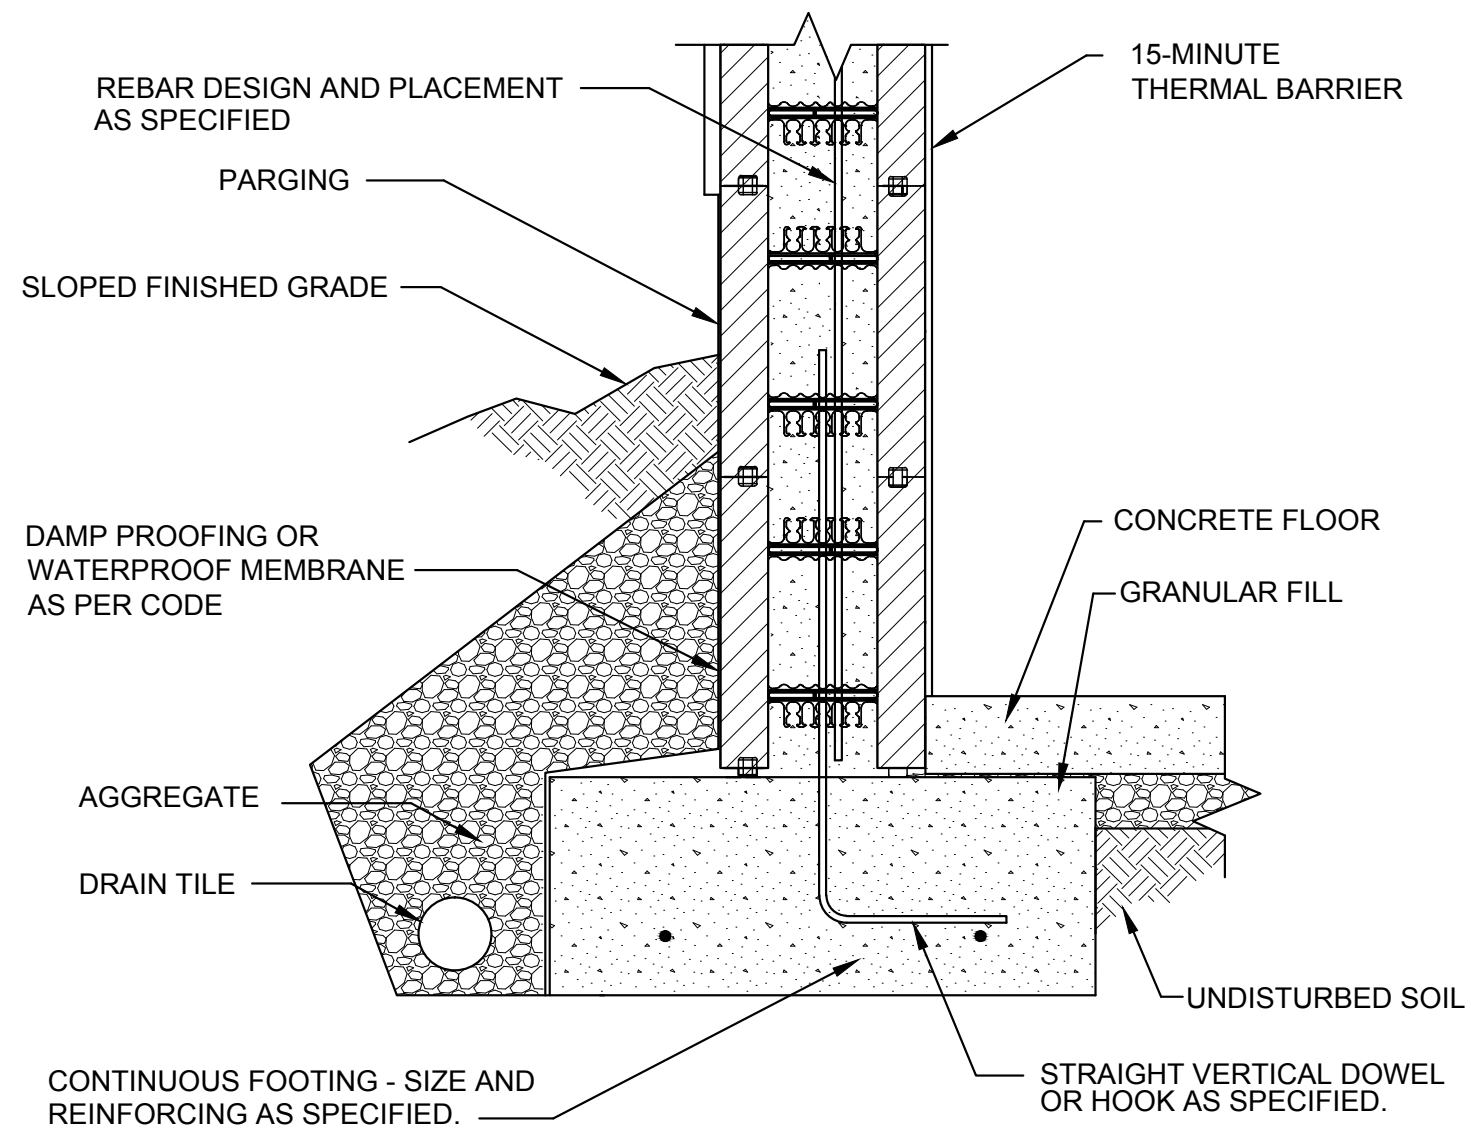 15-MINUTE
THERMAL BARRIER
REBAR DESIGN AND PLACEMENT
AS SPECIFIED
PARGING
SLOPED FINISHED GRADE
DAMP PROOFING OR
WATERPROOF MEMBRANE
AS PER CODE
CONCRETE FLOOR
GRANULAR FILL
AGGREGATE
DRAIN TILE
UNDISTURBED SOIL
CONTINUOUS FOOTING - SIZE AND
REINFORCING AS SPECIFIED.
STRAIGHT VERTICAL DOWEL
OR HOOK AS SPECIFIED.